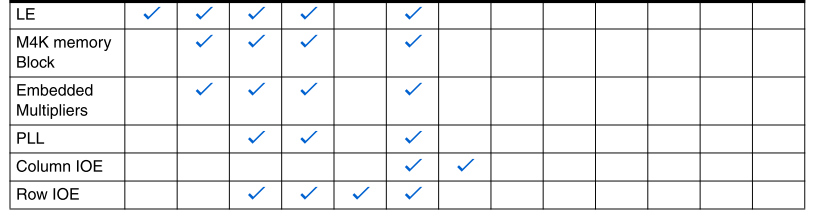 LE ✓ ✓ ✓ ✓ ✓
M4K memory ✓ ✓ ✓ ✓
Block
Embedded ✓ ✓ ✓ ✓
Multipliers
PLL ✓ ✓ ✓
Column IOE ✓ ✓
Row IOE ✓ ✓ ✓ ✓